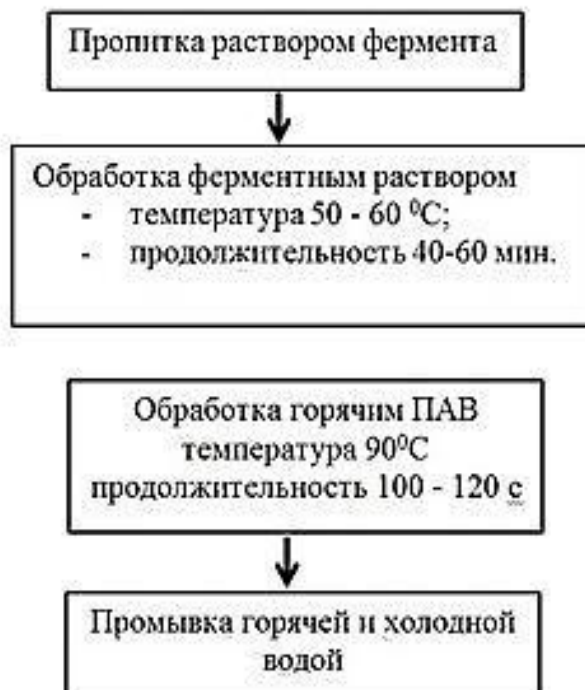 Пропитка раствором фермента
Обработка ферментным раствором
- температура 50 - 60 ⁰С;
- продолжительность 40-60 мин.
Обработка горячим ПАВ
температура 90⁰С
продолжительность 100 - 120 с
Промывка горячей и холодной
водой